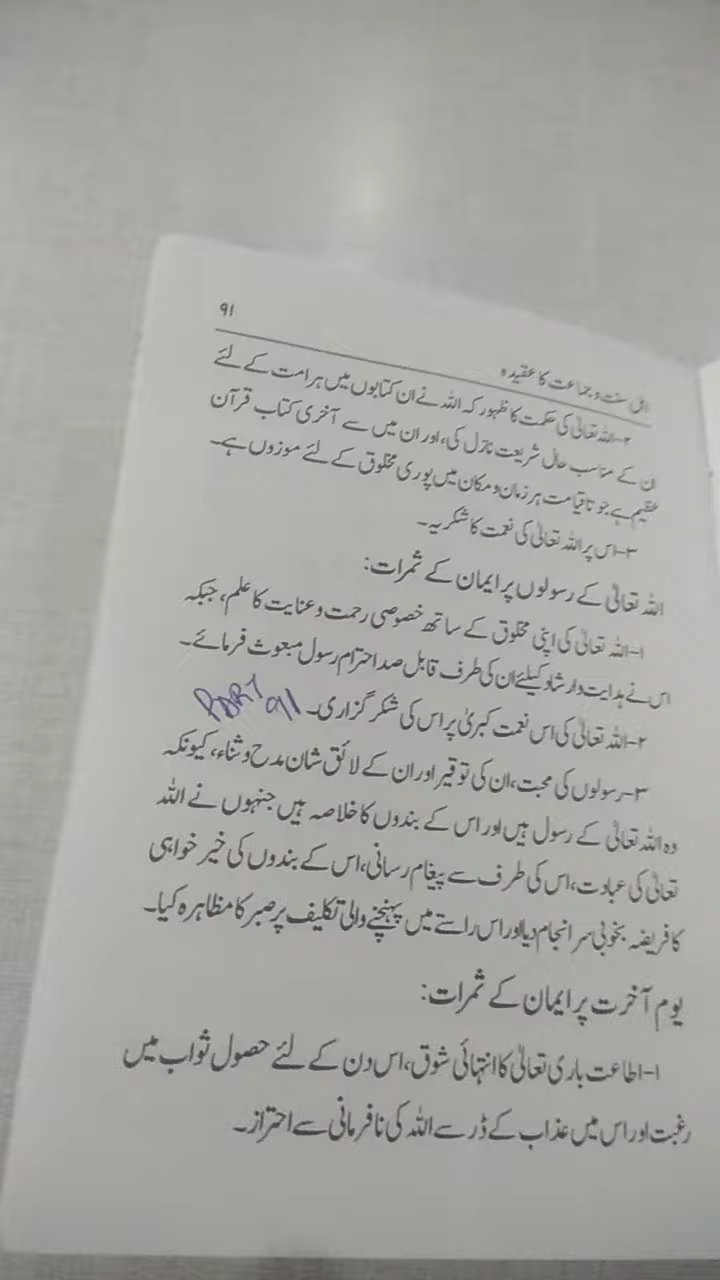 اہل سنت و جماعت کا عقیدہ ۹۱
۲-اللہ تعالیٰ کی حکمت کا ظہور کہ اللہ نے ان کتابوں میں ہر امت کے لئے
ان کے مناسب حال شریعت نازل کی، اور ان میں سے آخری کتاب قرآن
عظیم ہے جو تا قیامت ہر زمان و مکان میں پوری مخلوق کے لئے موزوں ہے۔
۳-اس پر اللہ تعالیٰ کی نعمت کا شکریہ۔
اللہ تعالیٰ کے رسولوں پر ایمان کے ثمرات:
۱-اللہ تعالیٰ کی اپنی مخلوق کے ساتھ خصوصی رحمت و عنایت کا علم، جبکہ
اس نے ہدایت و ارشاد کیلئے ان کی طرف قابل صد احترام رسول مبعوث فرمائے۔
۲-اللہ تعالیٰ کی اس نعمت کبریٰ پر اس کی شکر گزاری۔ 91
۳-رسولوں کی محبت، ان کی توقیر اور ان کے لائق شان مدح و ثناء، کیونکہ
وہ اللہ تعالیٰ کے رسول ہیں اور اس کے بندوں کا خلاصہ ہیں جنہوں نے اللہ
تعالیٰ کی عبادت، اس کی طرف سے پیغام رسانی، اس کے بندوں کی خیر خواہی
کا فریضہ بخوبی سر انجام دیا اور اس راستے میں پہنچنے والی تکلیف پر صبر کا مظاہرہ کیا۔
یوم آخرت پر ایمان کے ثمرات:
۱-اطاعت باری تعالیٰ کا انتہائی شوق، اس دن کے لئے حصول ثواب میں
رغبت اور اس میں عذاب کے ڈر سے اللہ کی نافرمانی سے احتراز۔